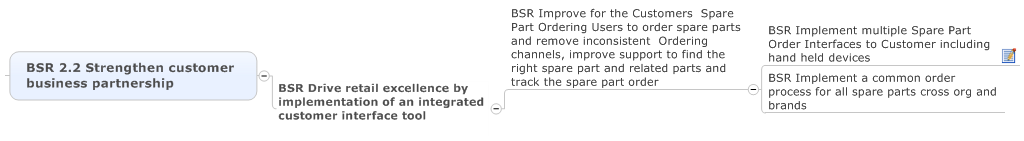 BSR 2.2 Strengthen customer
business partnership
BSR Drive retail excellence by
implementation of an integrated
customer interface tool
BSR Improve for the Customers  Spare
Part Ordering Users to order spare parts
and remove inconsistent  Ordering
channels, improve support to find the
right spare part and related parts and
track the spare part order
BSR Implement multiple Spare Part
Order Interfaces to Customer including
hand held devices
BSR Implement a common order
process for all spare parts cross org and
brands